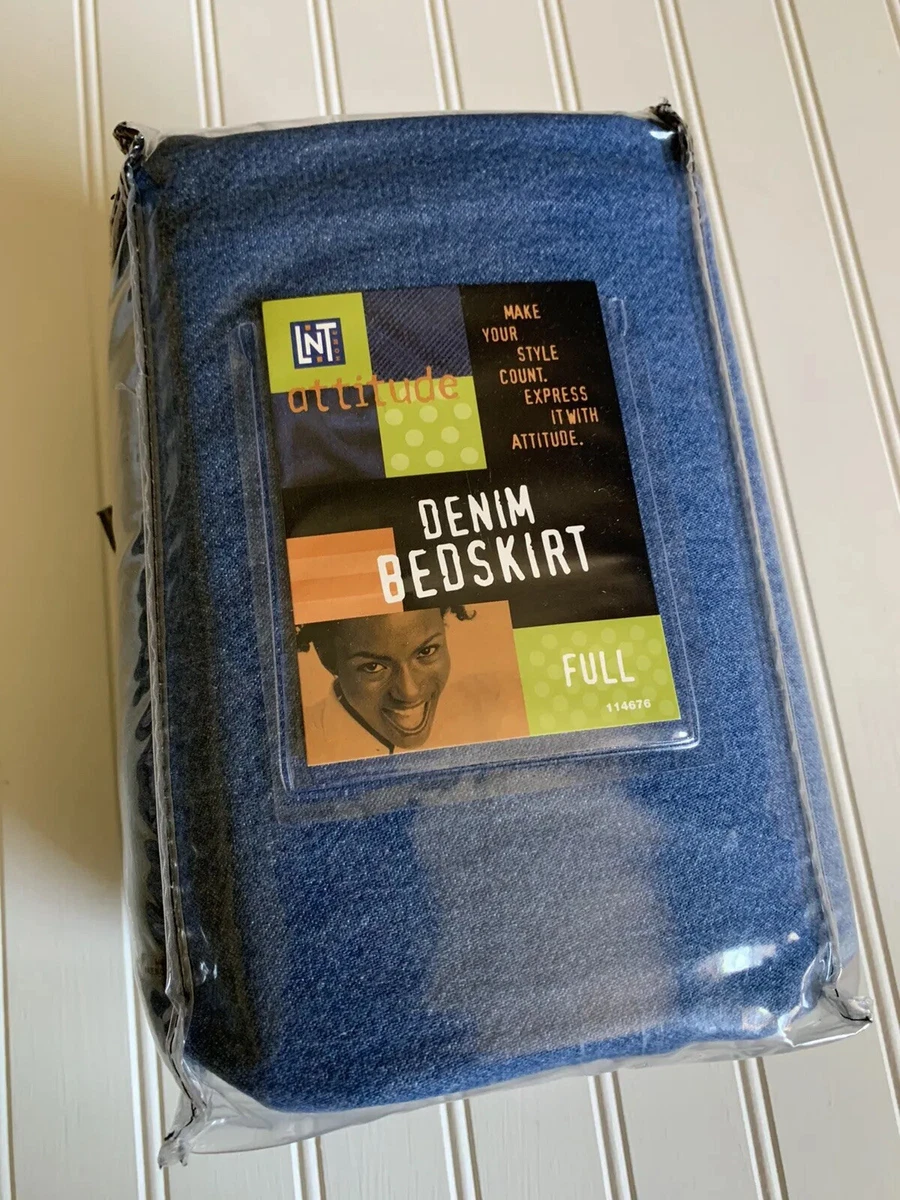 LNT
attitude
MAKE
YOUR
STYLE
COUNT.
EXPRESS
IT WITH
ATTITUDE.
DENIM
BEDSKIRT
FULL
114676